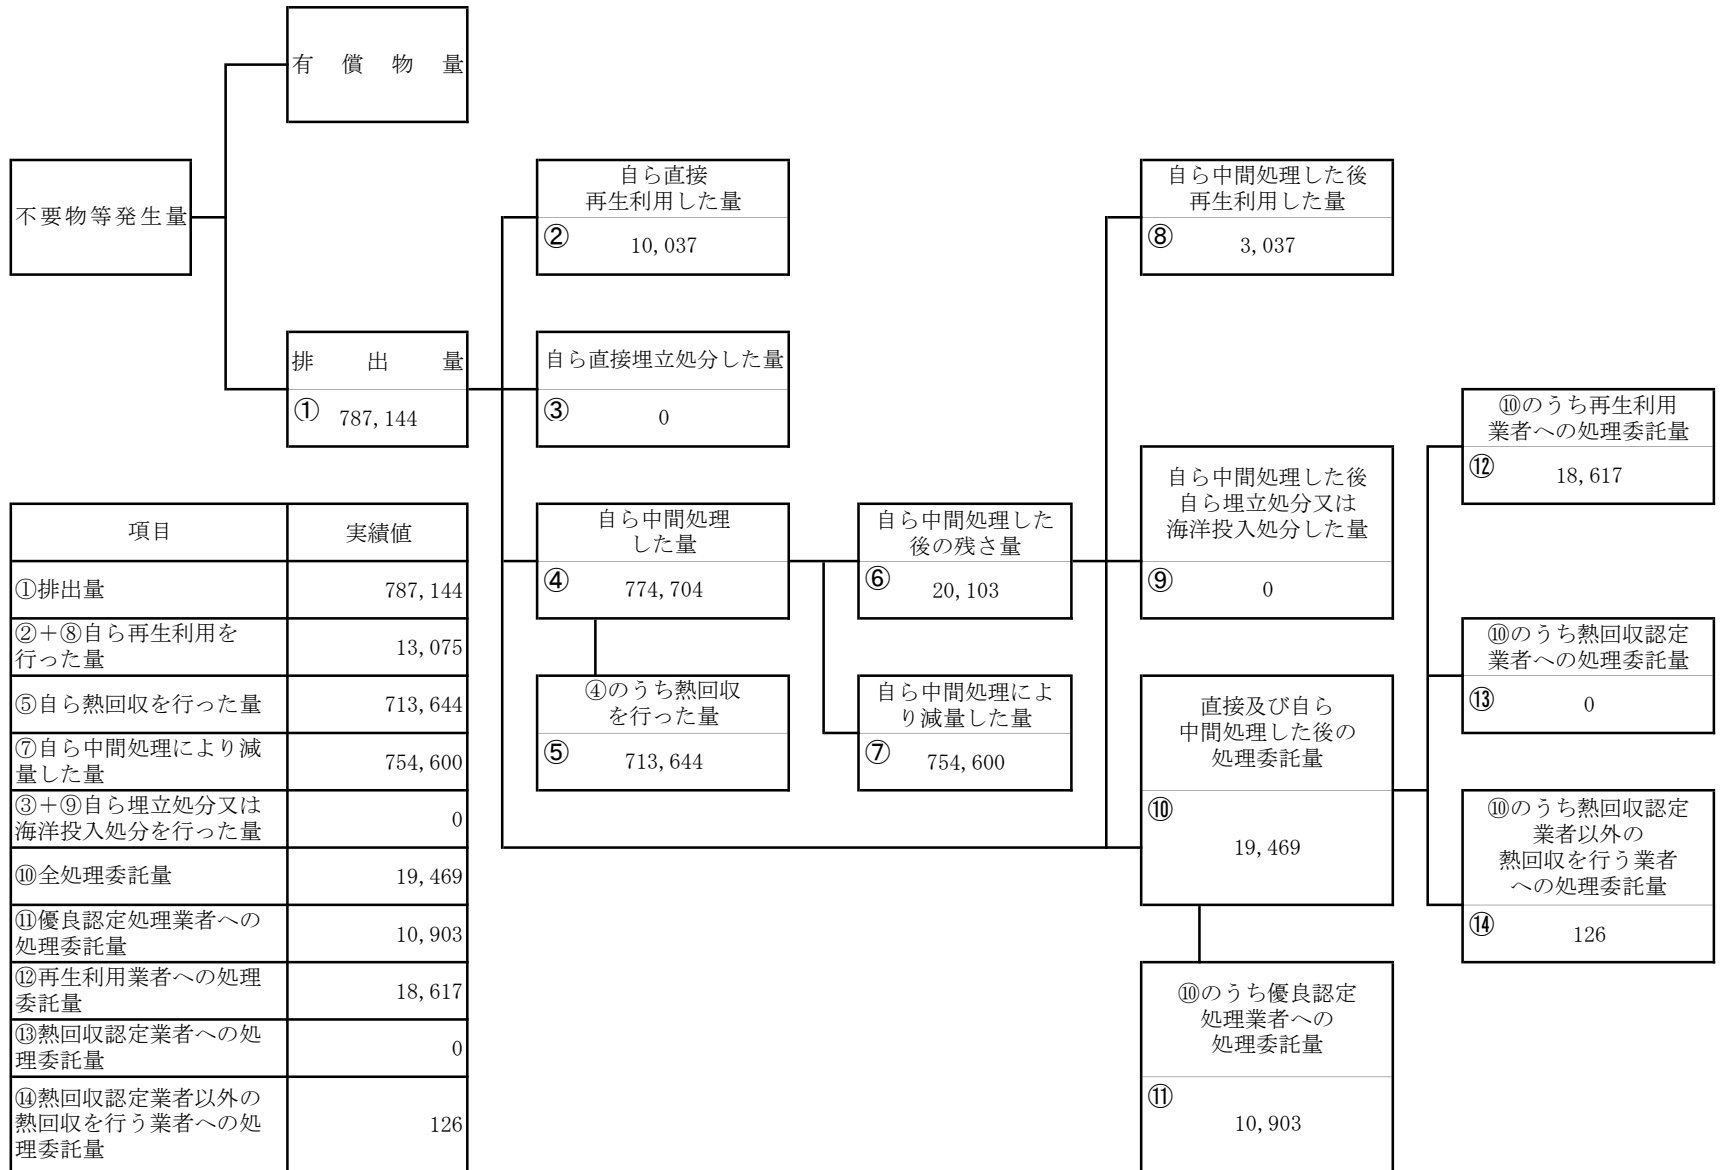 有償物量
不要物等発生量
排出量
① 787,144
自ら直接
再生利用した量
② 10,037
自ら直接埋立処分した量
③ 0
自ら中間処理
した量
④ 774,704
④のうち熱回収
を行った量
⑤ 713,644
自ら中間処理した
後の残さ量
⑥ 20,103
自ら中間処理によ
り減量した量
⑦ 754,600
自ら中間処理した後
再生利用した量
⑧ 3,037
自ら中間処理した後
自ら埋立処分又は
海洋投入処分した量
⑨ 0
直接及び自ら
中間処理した後の
処理委託量
⑩
19,469
⑩のうち優良認定
処理業者への
処理委託量
⑪
10,903
⑩のうち再生利用
業者への処理委託量
⑫ 18,617
⑩のうち熱回収認定
業者への処理委託量
⑬ 0
⑩のうち熱回収認定
業者以外の
熱回収を行う業者
への処理委託量
⑭ 126
項目 実績値
①排出量 787,144
②＋⑧自ら再生利用を
行った量 13,075
⑤自ら熱回収を行った量 713,644
⑦自ら中間処理により減
量した量 754,600
③＋⑨自ら埋立処分又は
海洋投入処分を行った量 0
⑩全処理委託量 19,469
⑪優良認定処理業者への
処理委託量 10,903
⑫再生利用業者への処理
委託量 18,617
⑬熱回収認定業者への処
理委託量 0
⑭熱回収認定業者以外の
熱回収を行う業者への処 126
理委託量